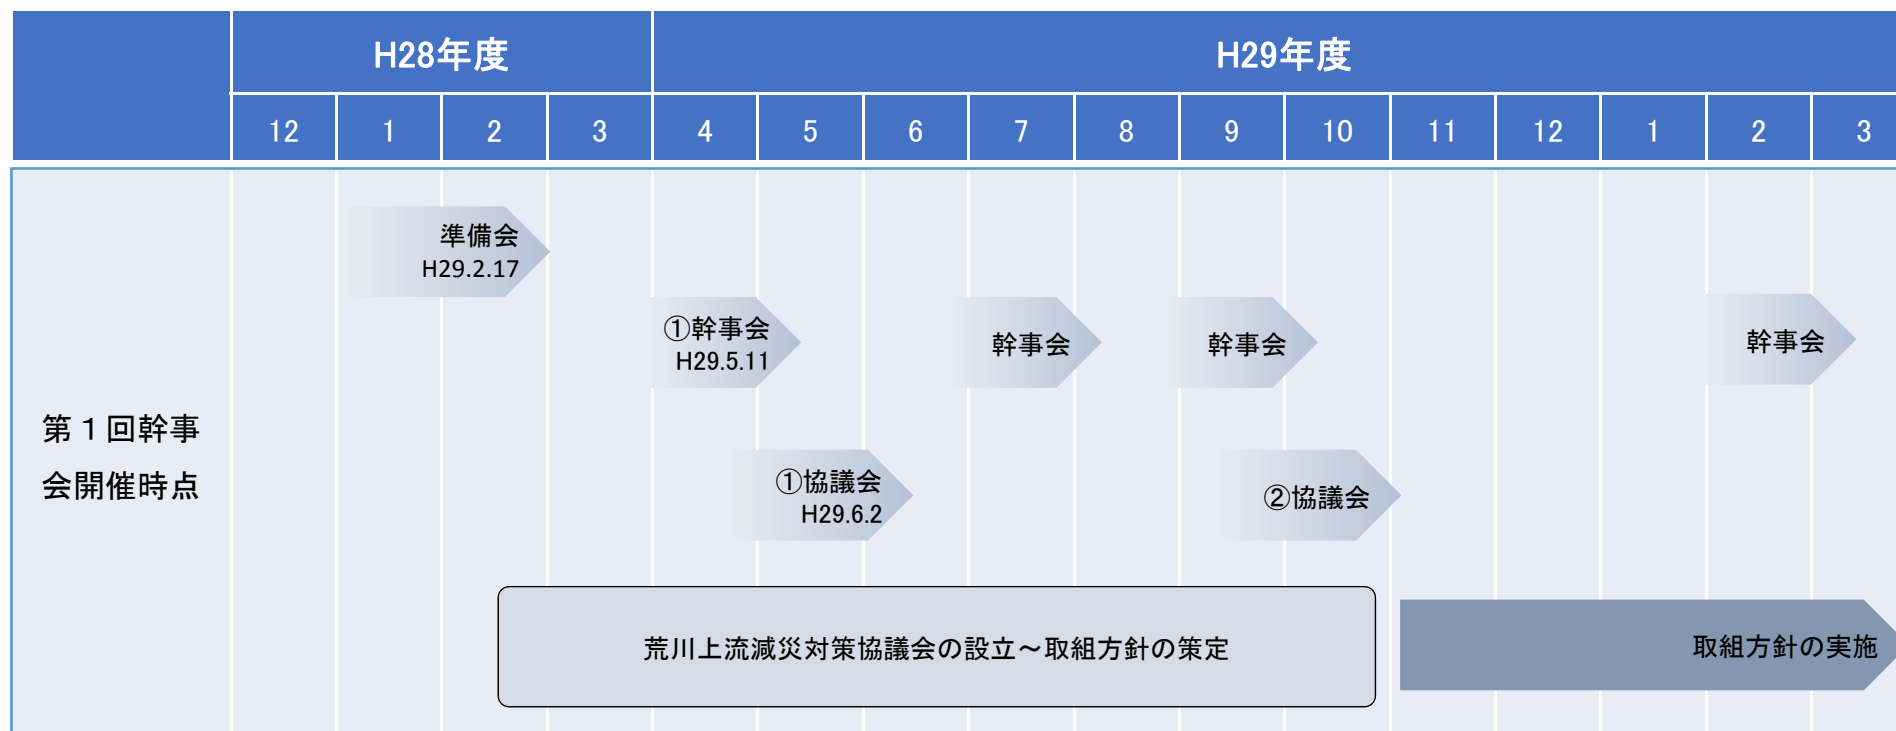 H28年度
H29年度
12 1 2 3 4 5 6 7 8 9 10 11 12 1 2 3
準備会
H29.2.17
①幹事会
H29.5.11
幹事会
幹事会
幹事会
第１回幹事
会開催時点
①協議会
H29.6.2
②協議会
荒川上流減災対策協議会の設立～取組方針の策定
取組方針の実施